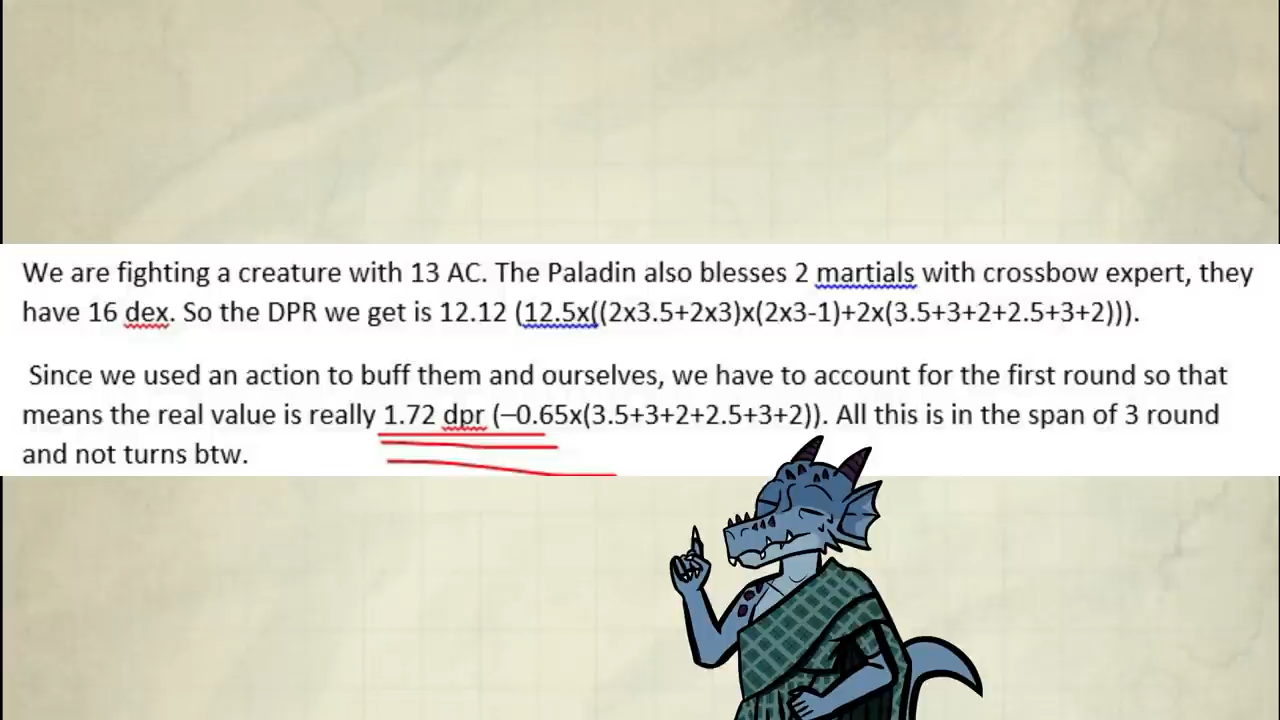 We are fighting a creature with 13 AC. The Paladin also blesses 2 martials with crossbow expert, they
have 16 dex. So the DPR we get is 12.12 (12.5x((2x3.5+2x3)x(2x3-1)+2x(3.5+3+2+2.5+3+2))).
Since we used an action to buff them and ourselves, we have to account for the first round so that
means the real value is really 1.72 dpr (–0.65x(3.5+3+2+2.5+3+2)). All this is in the span of 3 round
and not turns btw.